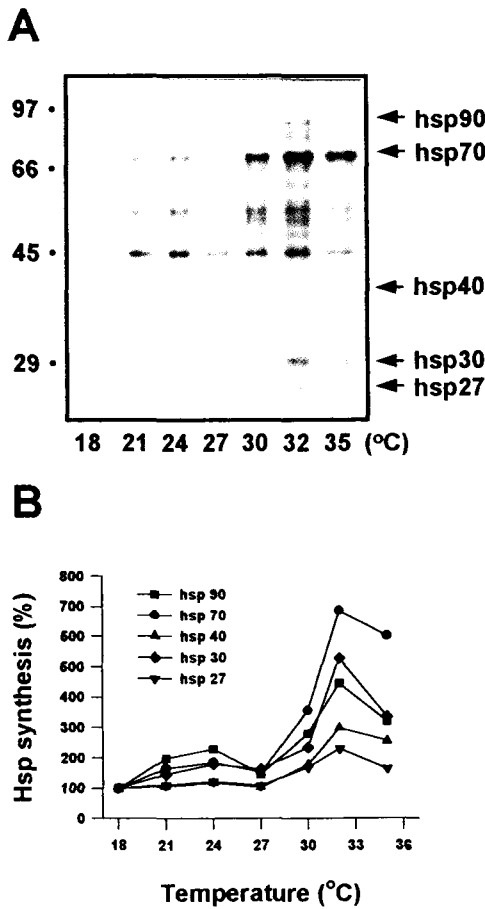 A
97
66
45
29
hsp90
hsp70
hsp40
hsp30
hsp27
18 21 24 27 30 32 35 (°C)
B
Hsp synthesis (%)
800
700
600
500
400
300
200
100
0
hsp 90
hsp 70
hsp 40
hsp 30
hsp 27
18 21 24 27 30 33 36
Temperature (°C)